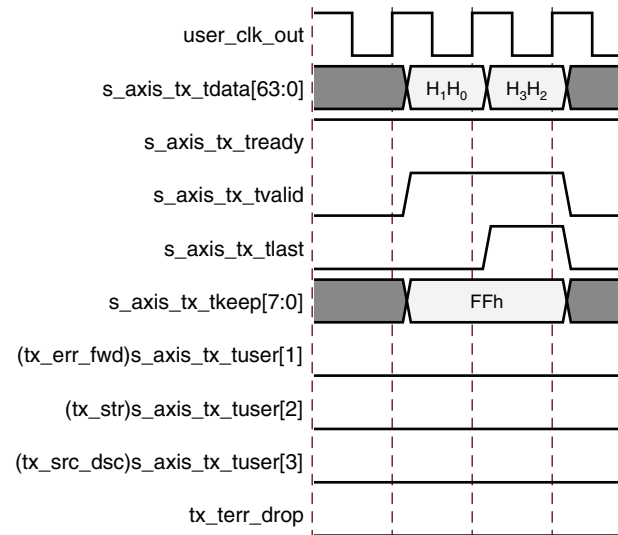 user_clk_out
s_axis_tx_tdata[63:0] H₁H₀ H₃H₂
s_axis_tx_tready
s_axis_tx_tvalid
s_axis_tx_tlast
s_axis_tx_tkeep[7:0] FFh
(tx_err_fwd)s_axis_tx_tuser[1]
(tx_str)s_axis_tx_tuser[2]
(tx_src_dsc)s_axis_tx_tuser[3]
tx_terr_drop